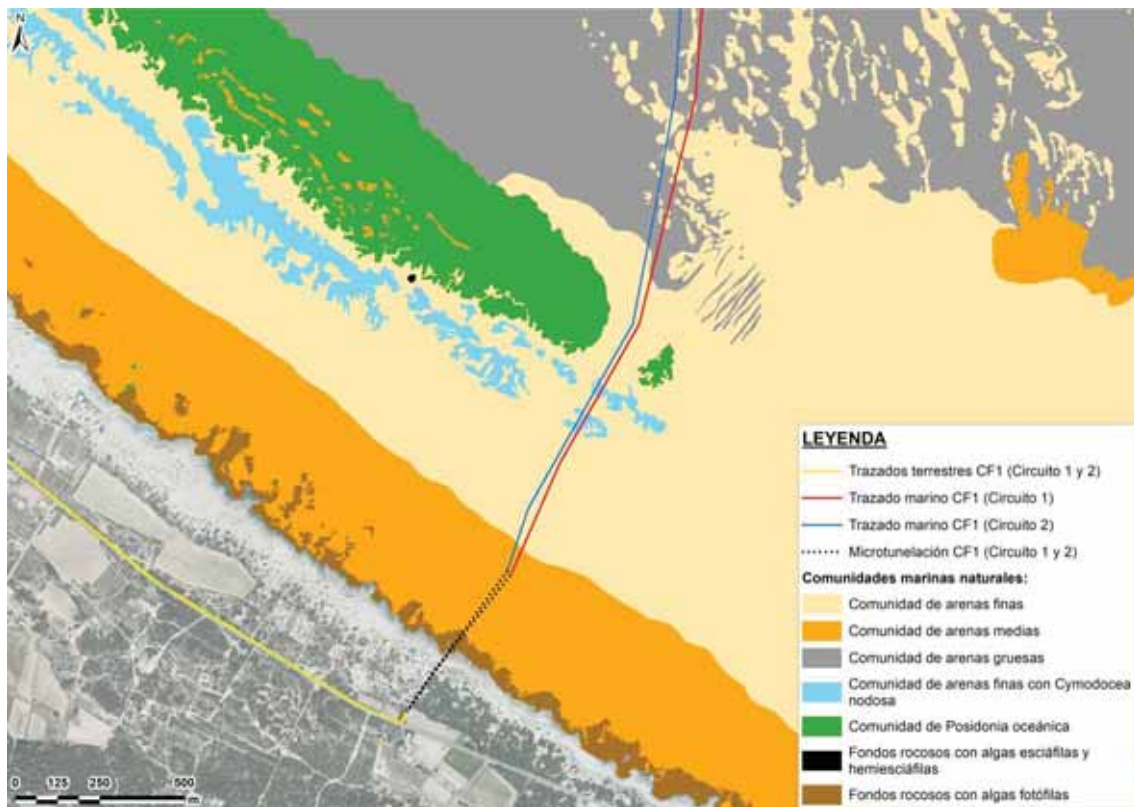 N
LEYENDA
Trazados terrestres CF1 (Circuito 1 y 2)
Trazado marino CF1 (Circuito 1)
Trazado marino CF1 (Circuito 2)
Microtunelación CF1 (Circuito 1 y 2)
Comunidades marinas naturales:
Comunidad de arenas finas
Comunidad de arenas medias
Comunidad de arenas gruesas
Comunidad de arenas finas con Cymodocea
nodosa
Comunidad de Posidonia oceánica
Fondos rocosos con algas esciáfilas y
hemiesciáfilas
Fondos rocosos con algas fotófilas
0 125 250 500
m